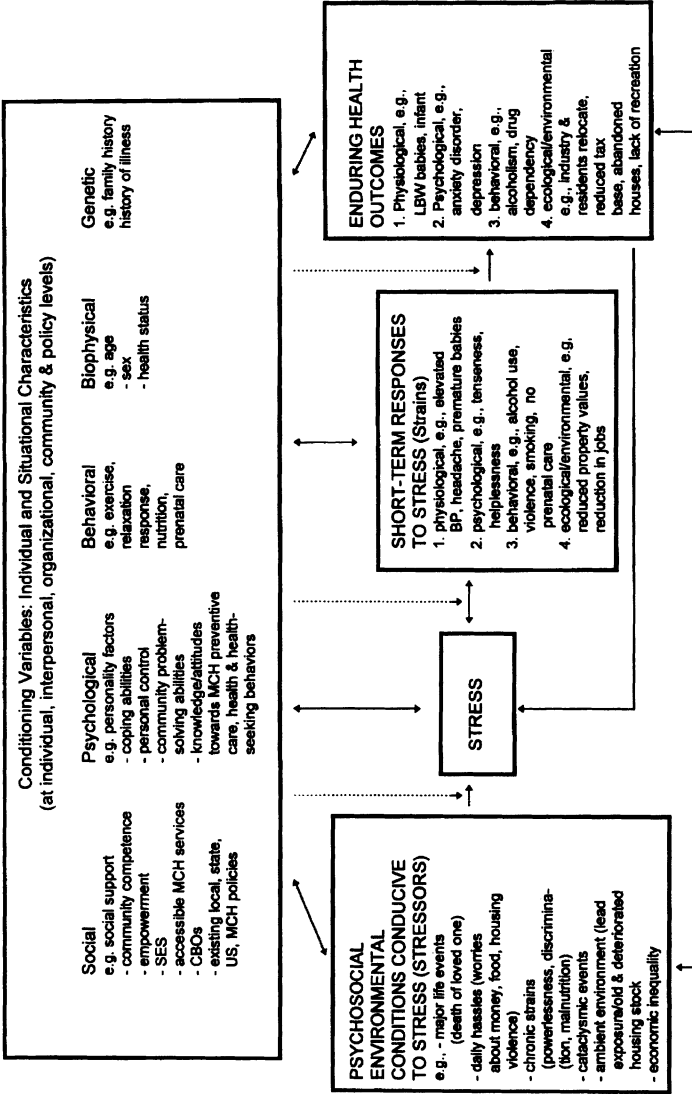 Conditioning Variables: Individual and Situational Characteristics
(at individual, interpersonal, organizational, community & policy levels)
Social
e.g. social support
- community competence
- empowerment
- SES
- accessible MCH services
- CBOs
- existing local, state,
US, MCH policies
Psychological
e.g. personality factors
- coping abilities
- personal control
- community problem-
solving abilities
- knowledge/attitudes
towards MCH preventive
care, health & health-
seeking behaviors
Behavioral
e.g. exercise,
relaxation
response,
nutrition,
prenatal care
Biophysical
e.g. age
- sex
- health status
Genetic
e.g. family history
history of illness
PSYCHOSOCIAL
ENVIRONMENTAL
CONDITIONS CONDUCIVE
TO STRESS (STRESSORS)
e.g., - major life events
(death of loved one)
- daily hassles (worries
about money, food, housing
violence)
- chronic strains
(powerlessness, discrimina-
(tion, malnutrition)
- cataclysmic events
- ambient environment (lead
exposure/old & deteriorated
housing stock
- economic inequality
STRESS
SHORT-TERM RESPONSES
TO STRESS (Strains)
1. physiological, e.g., elevated
BP, headache, premature babies
2. psychological, e.g., tenseness,
helplessness
3. behavioral, e.g., alcohol use,
violence, smoking, no
prenatal care
4. ecological/environmental, e.g.
reduced property values,
reduction in jobs
ENDURING HEALTH
OUTCOMES
1. Physiological, e.g.,
LBW babies, infant
2. Psychological, e.g.,
anxiety disorder,
depression
3. behavioral, e.g.,
alcoholism, drug
dependency
4. ecological/environmental
e.g., industry &
residents relocate,
reduced tax
base, abandoned
houses, lack of recreation